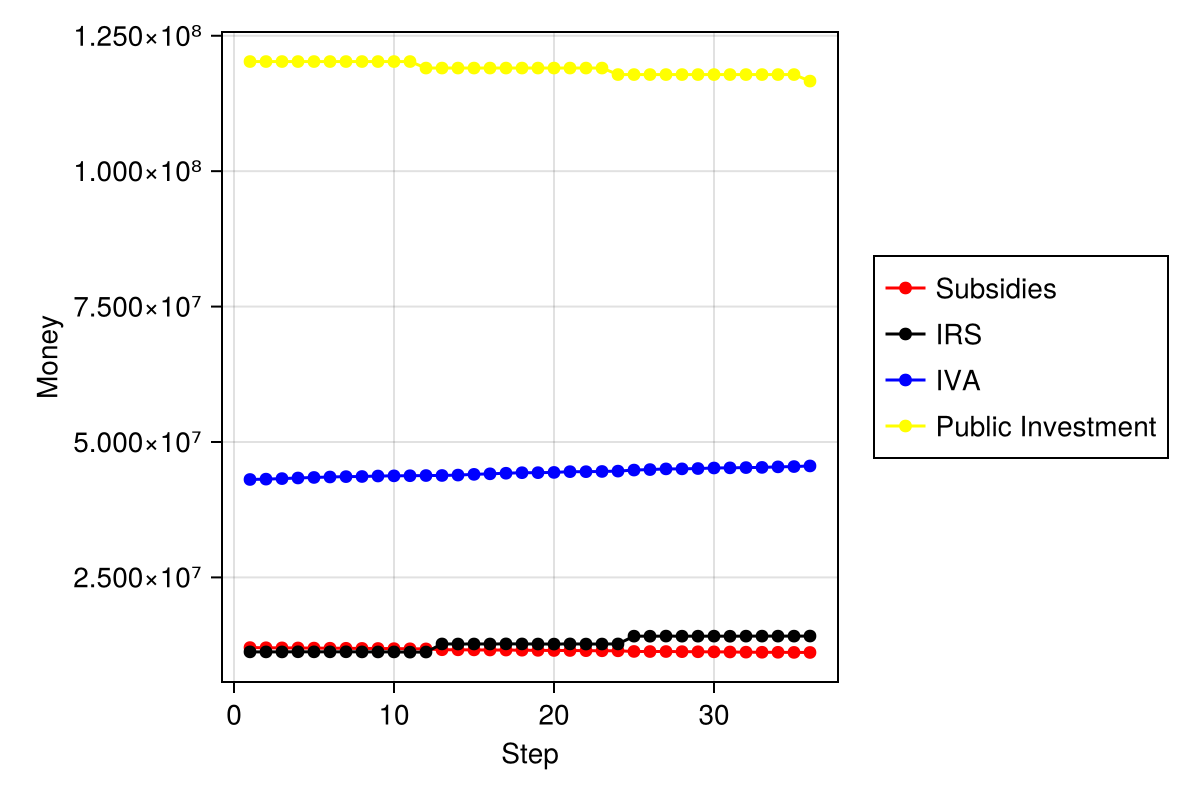 1.250×10⁸
1.000×10⁸
7.500×10⁷
5.000×10⁷
2.500×10⁷
Money
0 10 20 30
Step
Subsidies
IRS
IVA
Public Investment